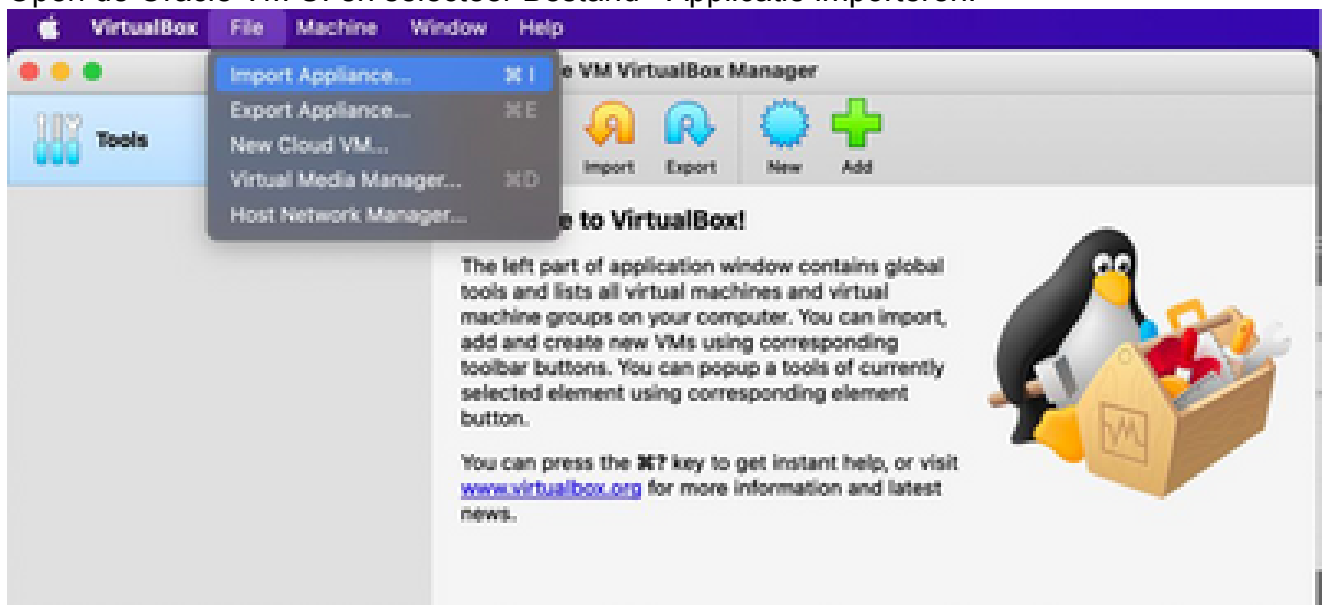 VirtualBox File Machine Window Help
Import Appliance... ⌘ I
Export Appliance... ⌘ E
New Cloud VM...
Virtual Media Manager... ⌘ D
Host Network Manager...
VM VirtualBox Manager
Tools
Import Export New Add
to VirtualBox!
The left part of application window contains global
tools and lists all virtual machines and virtual
machine groups on your computer. You can import,
add and create new VMs using corresponding
toolbar buttons. You can popup a tools of currently
selected element using corresponding element
button.
You can press the ⌘? key to get instant help, or visit
www.virtualbox.org for more information and latest
news.